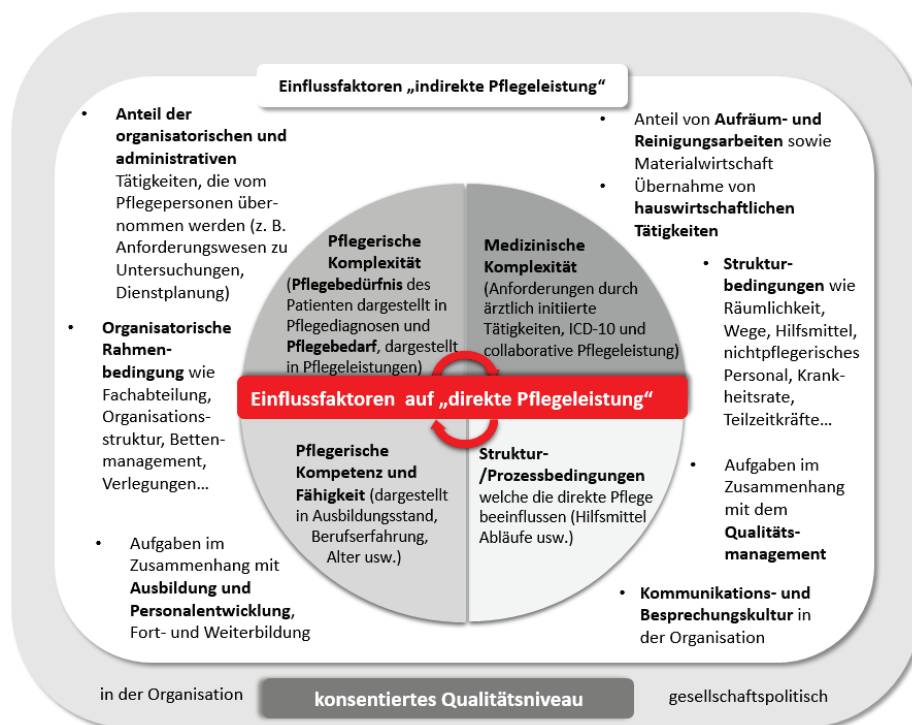 Einflussfaktoren „indirekte Pflegeleistung“
• Anteil der
organisatorischen und
administrativen
Tätigkeiten, die vom
Pflegepersonen über-
nommen werden (z. B.
Anforderungswesen zu
Untersuchungen,
Dienstplanung)
• Organisatorische
Rahmen-
bedingung wie
Fachabteilung,
Organisations-
struktur, Betten-
management,
Verlegungen…
• Aufgaben im
Zusammenhang mit
Ausbildung und
Personalentwicklung,
Fort- und Weiterbildung
• Anteil von Aufräum- und
Reinigungsarbeiten sowie
Materialwirtschaft
• Übernahme von
hauswirtschaftlichen
Tätigkeiten
• Struktur-
bedingungen wie
Räumlichkeit,
Wege, Hilfsmittel,
nichtpflegerisches
Personal, Krank-
heitsrate,
Teilzeitkräfte…
• Aufgaben im
Zusammenhang
mit dem
Qualitäts-
management
• Kommunikations- und
Besprechungskultur in
der Organisation
Pflegerische
Komplexität
(Pflegebedürfnis des
Patienten dargestellt in
Pflegediagnosen und
Pflegebedarf, dargestellt
in Pflegeleistungen)
Medizinische
Komplexität
(Anforderungen durch
ärztlich initiierte
Tätigkeiten, ICD-10 und
collaborative Pflegeleistung)
Einflussfaktoren auf „direkte Pflegeleistung“
Pflegerische
Kompetenz und
Fähigkeit (dargestellt
in Ausbildungsstand,
Berufserfahrung,
Alter usw.)
Struktur-
/Prozessbedingungen
welche die direkte Pflege
beeinflussen (Hilfsmittel
Abläufe usw.)
in der Organisation
konsentiertes Qualitätsniveau
gesellschaftspolitisch